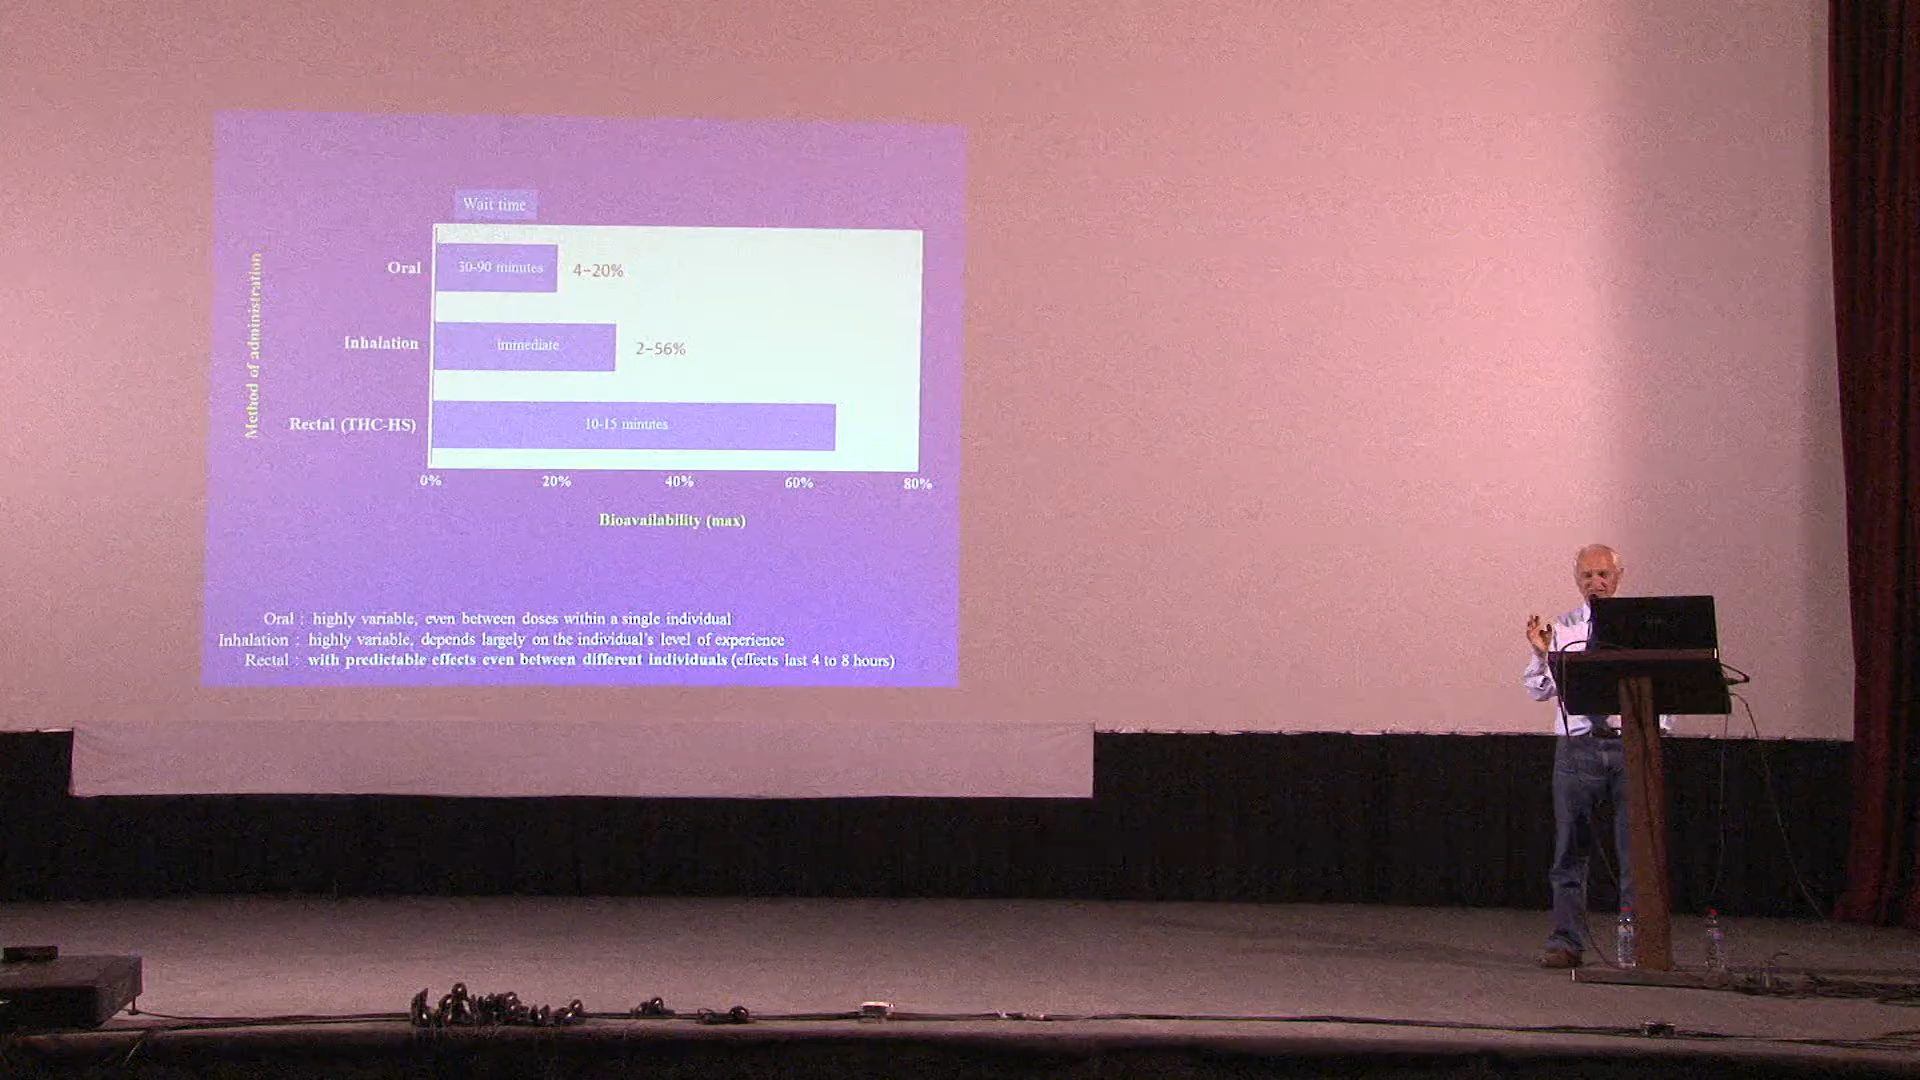 Wait time
Method of administration
Oral
30-90 minutes
4-20%
Inhalation
immediate
2-56%
Rectal (THC-HS)
10-15 minutes
0%
20%
40%
60%
80%
Bioavailability (max)
Oral : highly variable, even between doses within a single individual
Inhalation : highly variable, depends largely on the individual's level of experience
Rectal : with predictable effects even between different individuals (effects last 4 to 8 hours)